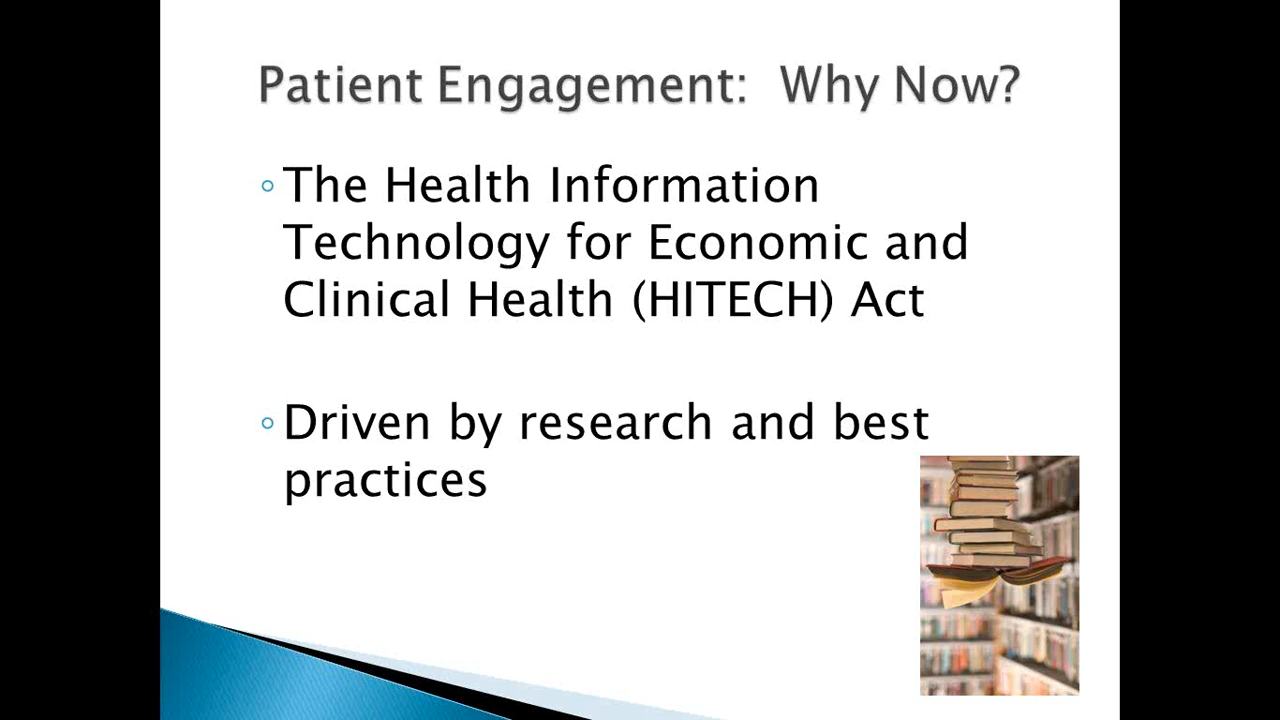 Patient Engagement:  Why Now?
◦ The Health Information
Technology for Economic and
Clinical Health (HITECH) Act
◦ Driven by research and best
practices